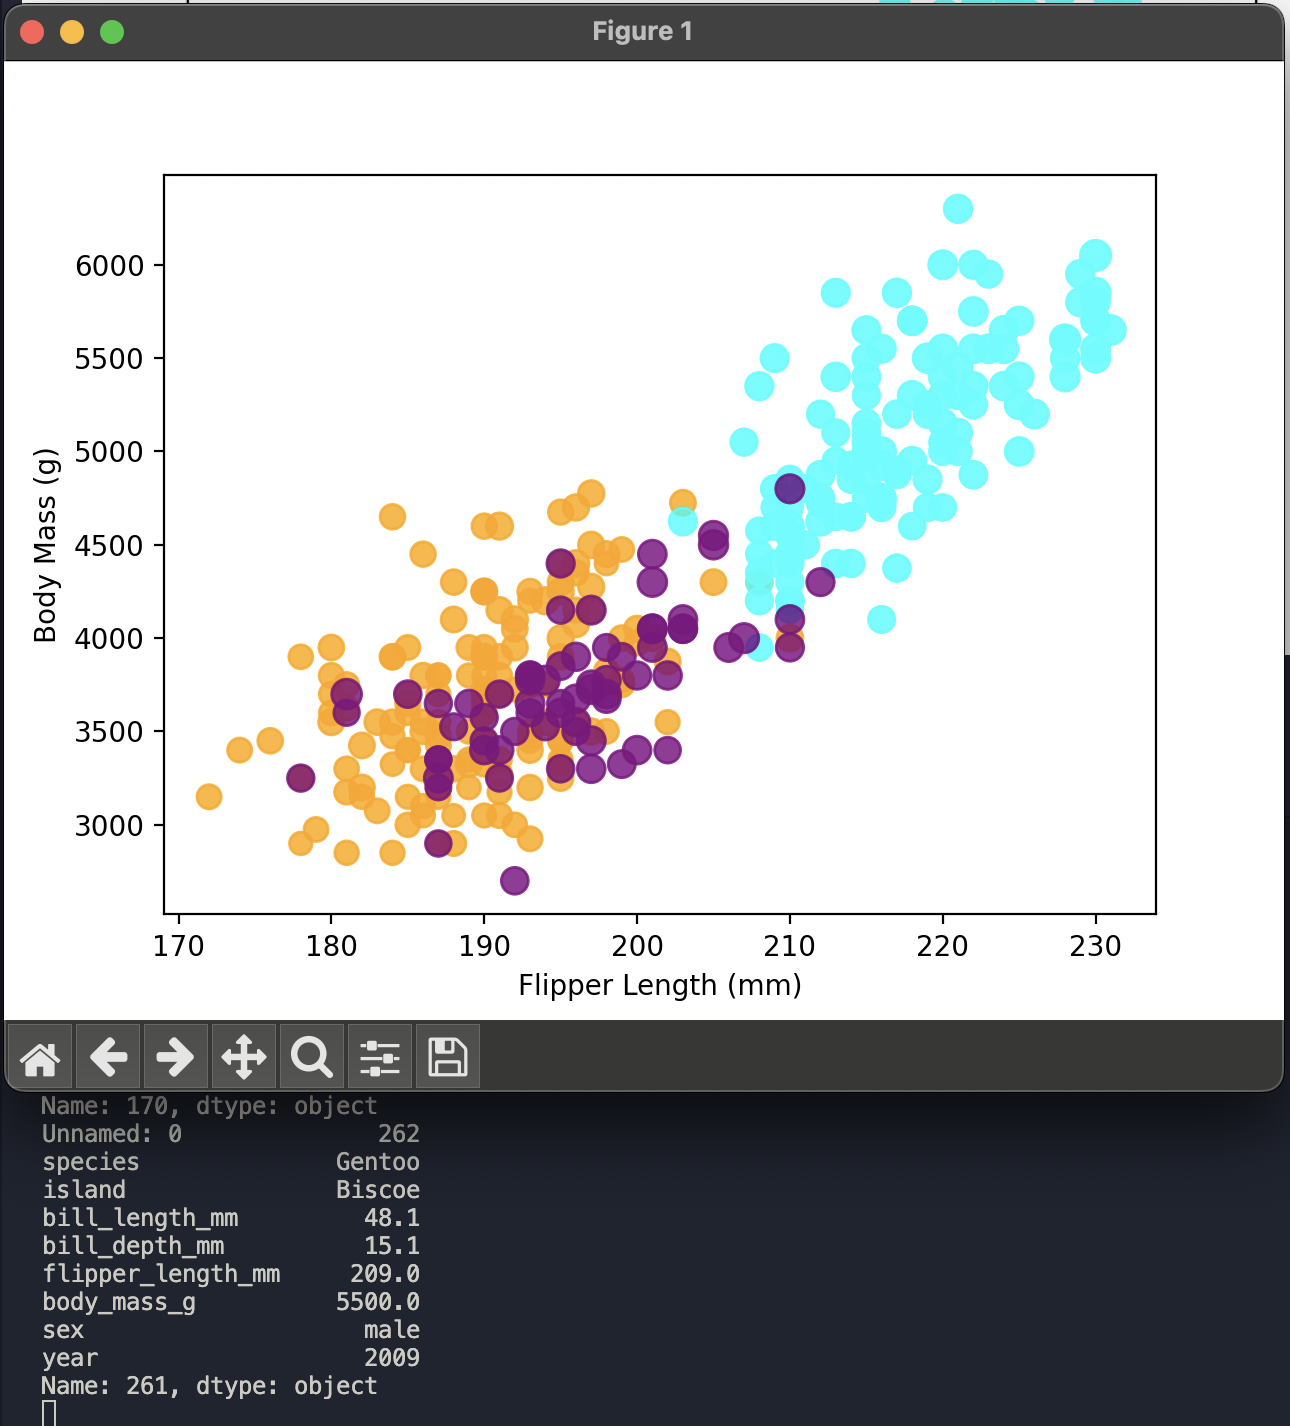 Figure 1
6000
5500
5000
4500
4000
3500
3000
Body Mass (g)
170 180 190 200 210 220 230
Flipper Length (mm)
Name: 170, dtype: object
Unnamed: 0 262
species Gentoo
island Biscoe
bill_length_mm 48.1
bill_depth_mm 15.1
flipper_length_mm 209.0
body_mass_g 5500.0
sex male
year 2009
Name: 261, dtype: object